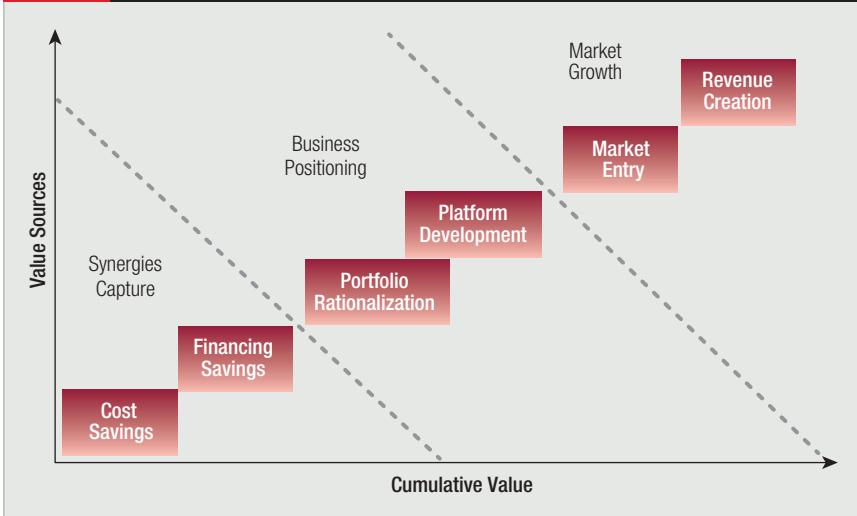 Market
Growth
Revenue
Creation
Business
Positioning
Market
Entry
Platform
Development
Value Sources
Synergies
Capture
Portfolio
Rationalization
Financing
Savings
Cost
Savings
Cumulative Value